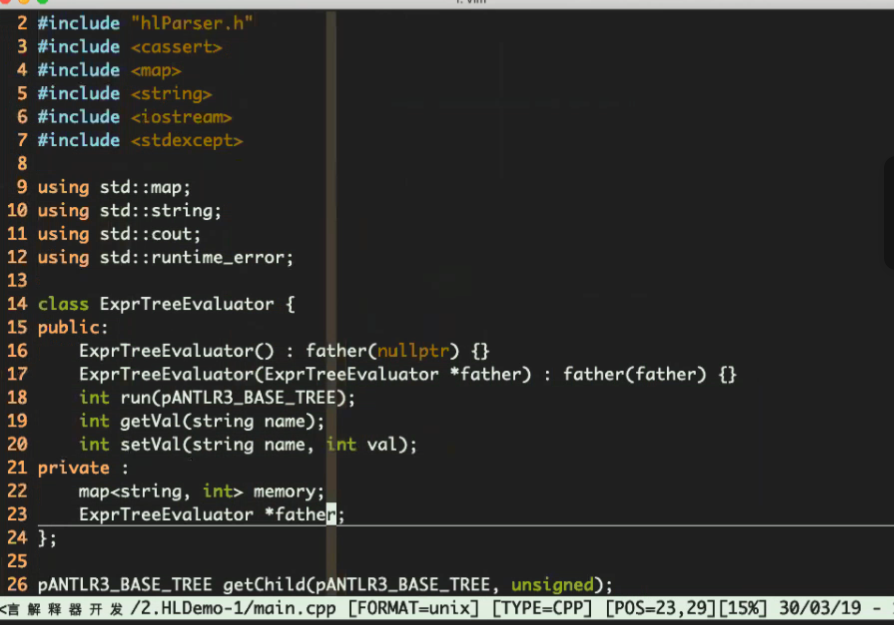 2 #include "hlParser.h"
3 #include <cassert>
4 #include <map>
5 #include <string>
6 #include <iostream>
7 #include <stdexcept>
8
9 using std::map;
10 using std::string;
11 using std::cout;
12 using std::runtime_error;
13
14 class ExprTreeEvaluator {
15 public:
16     ExprTreeEvaluator() : father(nullptr) {}
17     ExprTreeEvaluator(ExprTreeEvaluator *father) : father(father) {}
18     int run(pANTLR3_BASE_TREE);
19     int getVal(string name);
20     int setVal(string name, int val);
21 private :
22     map<string, int> memory;
23     ExprTreeEvaluator *father;
24 };
25
26 pANTLR3_BASE_TREE getChild(pANTLR3_BASE_TREE, unsigned);
<言解释器开发/2.HLDemo-1/main.cpp [FORMAT=unix] [TYPE=CPP] [POS=23,29][15%] 30/03/19 -